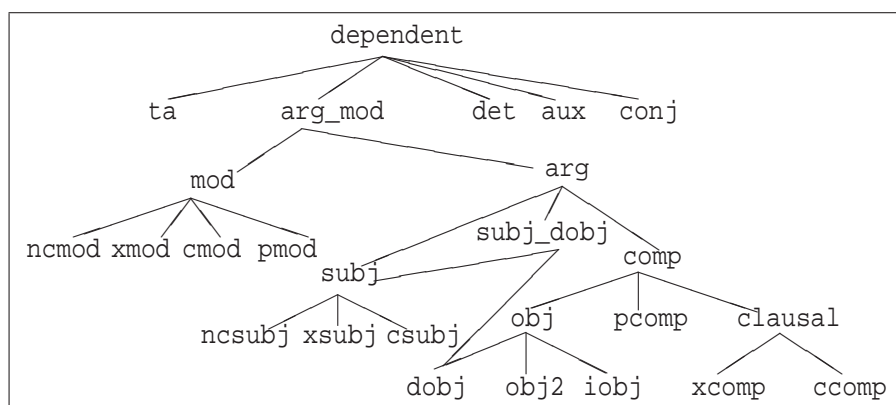 dependent
ta arg_mod det aux conj
mod arg
ncmod xmod cmod pmod subj_dobj
subj comp
ncsubj xsubj csubj obj pcomp clausal
dobj obj2 iobj xcomp ccomp